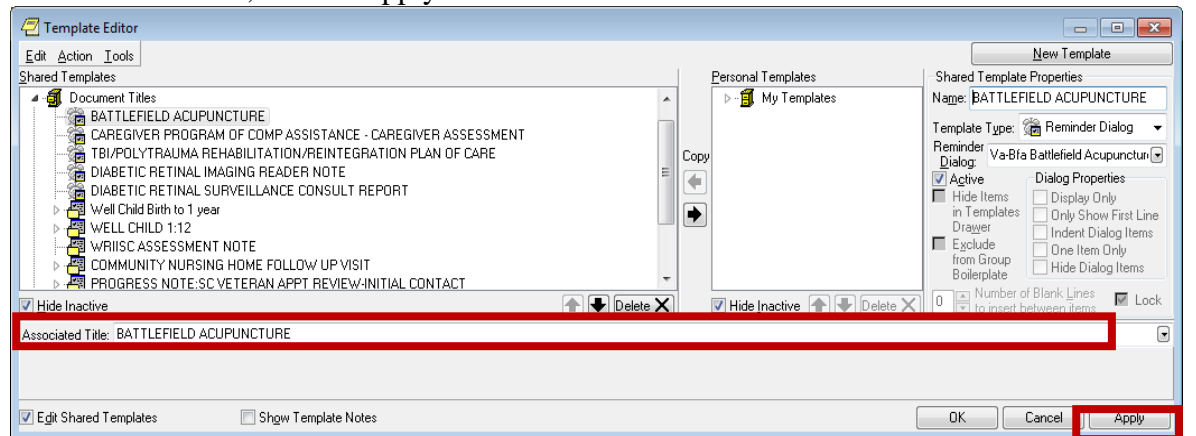 Template Editor
Edit Action Tools
New Template
Shared Templates
Document Titles
BATTLEFIELD ACUPUNCTURE
CAREGIVER PROGRAM OF COMP ASSISTANCE - CAREGIVER ASSESSMENT
TBI/POLYTRAUMA REHABILITATION/REINTEGRATION PLAN OF CARE
DIABETIC RETINAL IMAGING READER NOTE
DIABETIC RETINAL SURVEILLANCE CONSULT REPORT
Well Child Birth to 1 year
WELL CHILD 1:12
WRIISC ASSESSMENT NOTE
COMMUNITY NURSING HOME FOLLOW UP VISIT
PROGRESS NOTE:SC VETERAN APPT REVIEW-INITIAL CONTACT
Hide Inactive
Delete
Copy
Personal Templates
My Templates
Hide Inactive
Delete
Shared Template Properties
Name: BATTLEFIELD ACUPUNCTURE
Template Type: Reminder Dialog
Reminder Dialog: Va-Bfa Battlefield Acupunctur
Active
Hide Items in Templates Drawer
Exclude from Group Boilerplate
Dialog Properties
Display Only
Only Show First Line
Indent Dialog Items
One Item Only
Hide Dialog Items
0 Number of Blank Lines to insert between items
Lock
Associated Title: BATTLEFIELD ACUPUNCTURE
Edit Shared Templates
Show Template Notes
OK Cancel Apply